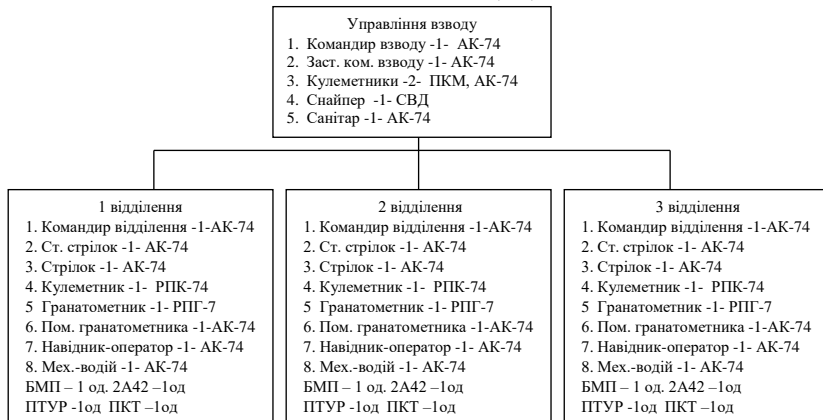 Управління взводу
1. Командир взводу -1- АК-74
2. Заст. ком. взводу -1- АК-74
3. Кулеметники -2- ПКМ, АК-74
4. Снайпер -1- СВД
5. Санітар -1- АК-74
1 відділення
1. Командир відділення -1-АК-74
2. Ст. стрілок -1- АК-74
3. Стрілок -1- АК-74
4. Кулеметник -1- РПК-74
5 Гранатометник -1- РПГ-7
6. Пом. гранатометника -1-АК-74
7. Навідник-оператор -1- АК-74
8. Мех.-водій -1- АК-74
БМП – 1 од. 2А42 –1од
ПТУР -1од ПКТ –1од
2 відділення
1. Командир відділення -1-АК-74
2. Ст. стрілок -1- АК-74
3. Стрілок -1- АК-74
4. Кулеметник -1- РПК-74
5 Гранатометник -1- РПГ-7
6. Пом. гранатометника -1-АК-74
7. Навідник-оператор -1- АК-74
8. Мех.-водій -1- АК-74
БМП – 1 од. 2А42 –1од
ПТУР -1од ПКТ –1од
3 відділення
1. Командир відділення -1-АК-74
2. Ст. стрілок -1- АК-74
3. Стрілок -1- АК-74
4. Кулеметник -1- РПК-74
5 Гранатометник -1- РПГ-7
6. Пом. гранатометника -1-АК-74
7. Навідник-оператор -1- АК-74
8. Мех.-водій -1- АК-74
БМП – 1 од. 2А42 –1од
ПТУР -1од ПКТ –1од